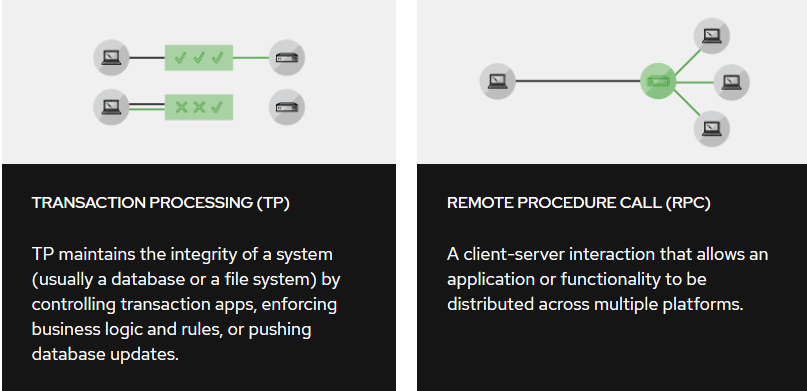 TRANSACTION PROCESSING (TP)
TP maintains the integrity of a system
(usually a database or a file system) by
controlling transaction apps, enforcing
business logic and rules, or pushing
database updates.
REMOTE PROCEDURE CALL (RPC)
A client-server interaction that allows an
application or functionality to be
distributed across multiple platforms.